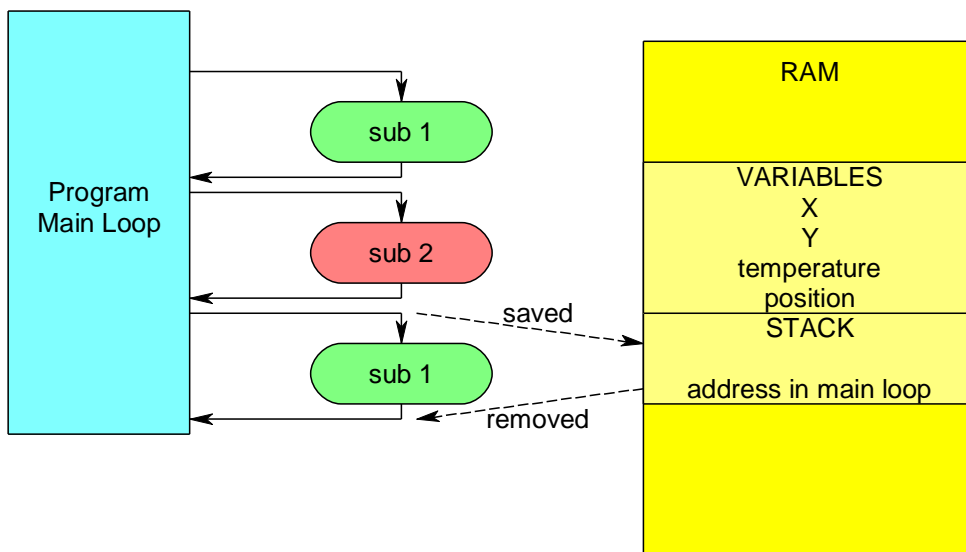 Program
Main Loop
sub 1
sub 2
sub 1
saved
removed
RAM
VARIABLES
X
Y
temperature
position
STACK
address in main loop